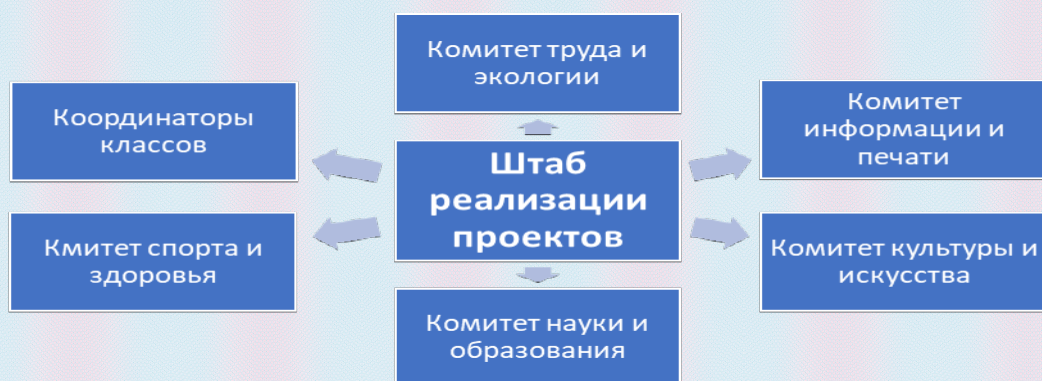 Комитет труда и
экологии
Координаторы
классов
Комитет
информации и
печати
Штаб
реализации
проектов
Кмитет спорта и
здоровья
Комитет культуры и
искусства
Комитет науки и
образования